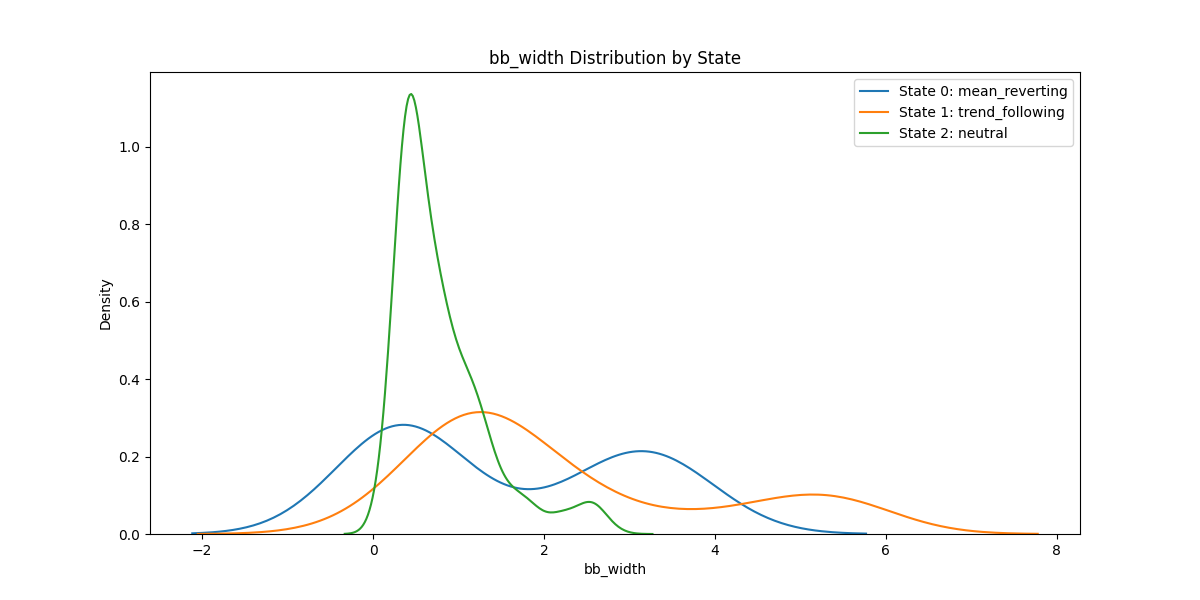 bb_width Distribution by State
State 0: mean_reverting
State 1: trend_following
State 2: neutral
Density
1.0
0.8
0.6
0.4
0.2
0.0
−2 0 2 4 6 8
bb_width